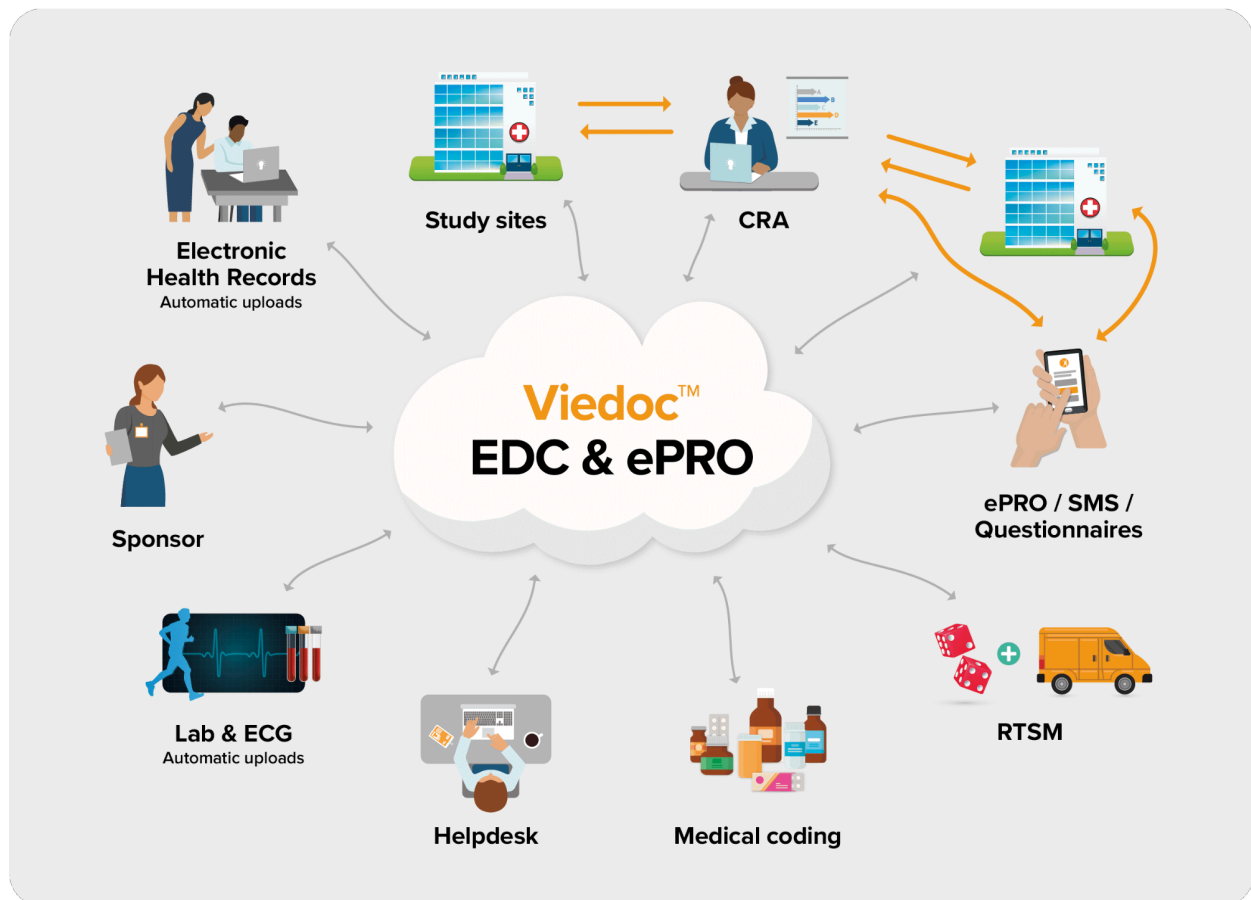 A
B
C
D
E
Study sites
CRA
Electronic
Health Records
Automatic uploads
Viedoc™
EDC & ePRO
ePRO / SMS /
Questionnaires
Sponsor
Lab & ECG
Automatic uploads
RTSM
Helpdesk
Medical coding